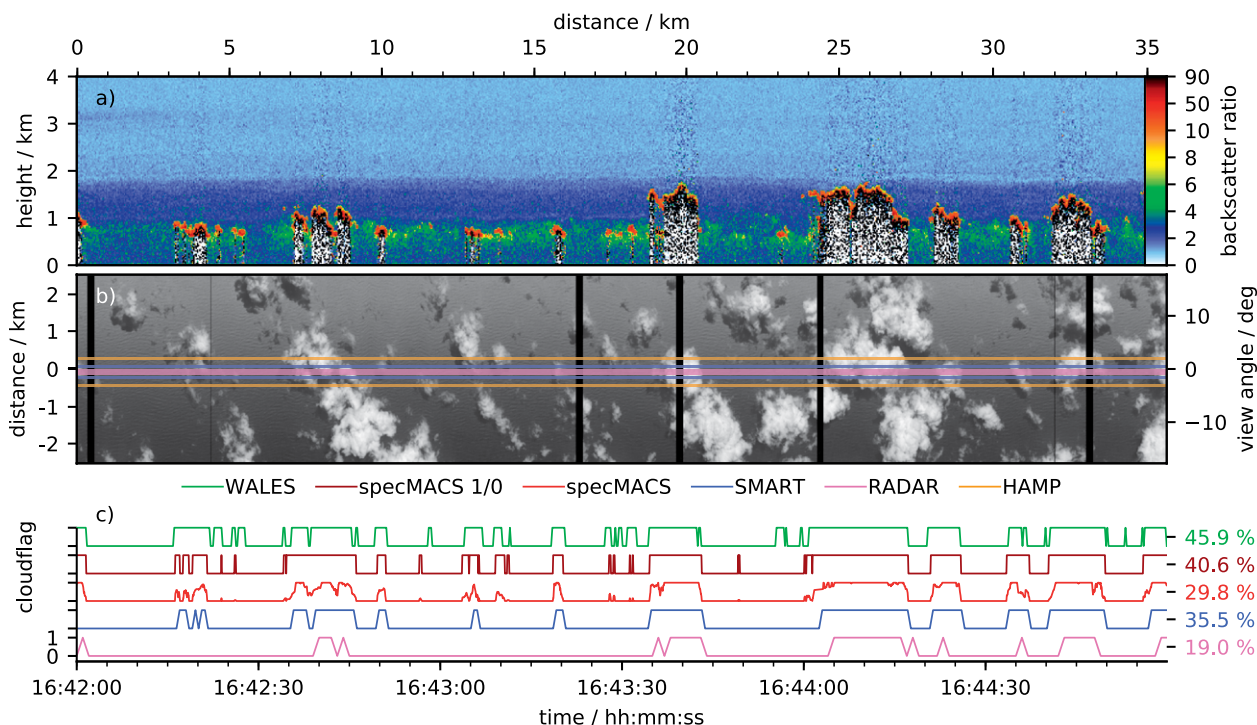 distance / km
0 5 10 15 20 25 30 35
a)
height / km
4
3
2
1
0
90
50
10
8
6
4
2
0
backscatter ratio
b)
distance / km
2
1
0
-1
-2
10
0
−10
view angle / deg
WALES specMACS 1/0 specMACS SMART RADAR HAMP
c)
cloudflag
1
0
45.9 %
40.6 %
29.8 %
35.5 %
19.0 %
16:42:00 16:42:30 16:43:00 16:43:30 16:44:00 16:44:30
time / hh:mm:ss